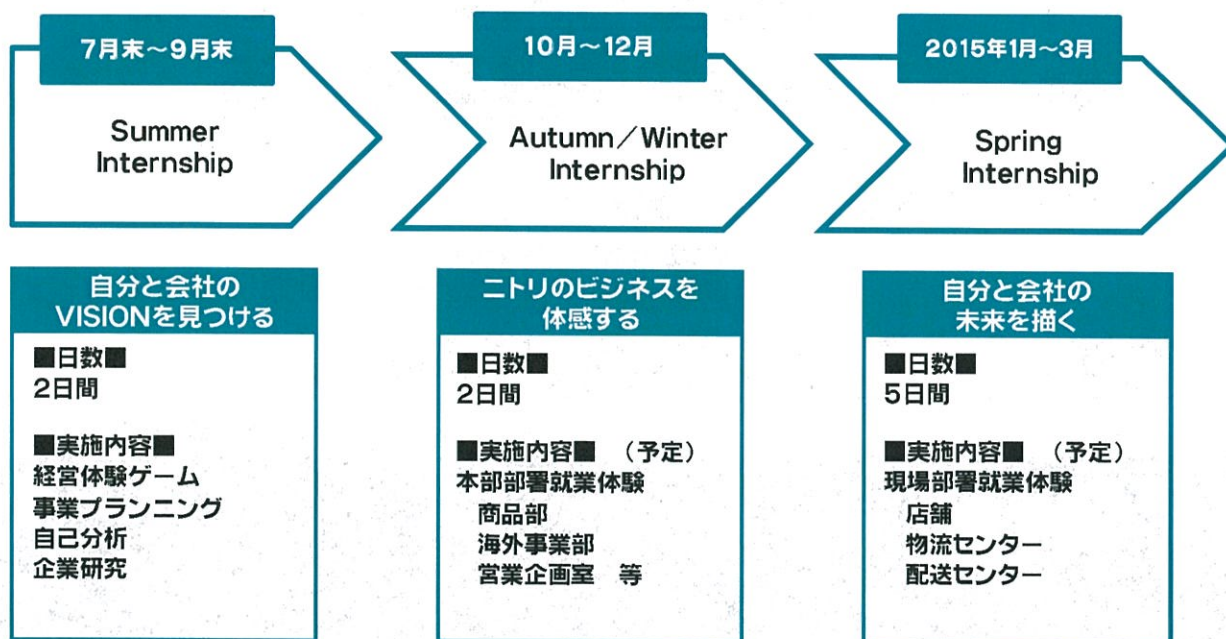 7月末～9月末
Summer
Internship
10月～12月
Autumn／Winter
Internship
2015年1月～3月
Spring
Internship
自分と会社の
VISIONを見つける
■日数■
2日間
■実施内容■
経営体験ゲーム
事業プランニング
自己分析
企業研究
ニトリのビジネスを
体感する
■日数■
2日間
■実施内容■　（予定）
本部部署就業体験
商品部
海外事業部
営業企画室　等
自分と会社の
未来を描く
■日数■
5日間
■実施内容■　（予定）
現場部署就業体験
店舗
物流センター
配送センター